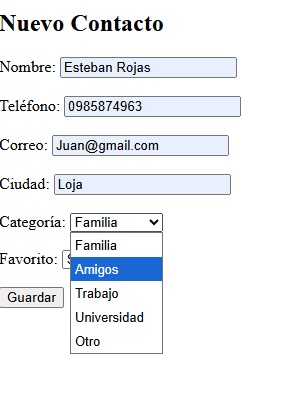 Nuevo Contacto
Nombre: Esteban Rojas
Teléfono: 0985874963
Correo: Juan@gmail.com
Ciudad: Loja
Categoría: Familia
Familia
Amigos
Trabajo
Universidad
Otro
Favorito:
Guardar